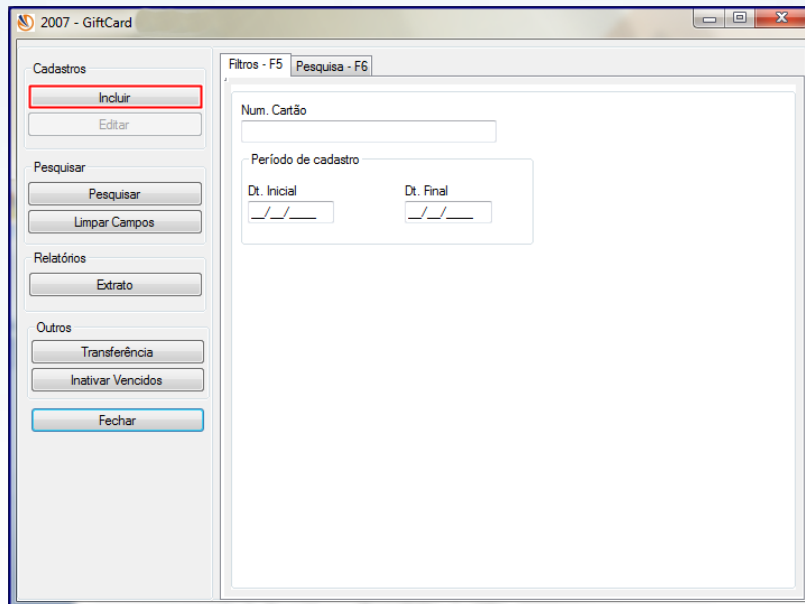 2007 - GiftCard
Cadastros
Incluir
Editar
Pesquisar
Pesquisar
Limpar Campos
Relatórios
Extrato
Outros
Transferência
Inativar Vencidos
Fechar
Filtros - F5 Pesquisa - F6
Num. Cartão
Período de cadastro
Dt. Inicial Dt. Final
__/__/____ __/__/____